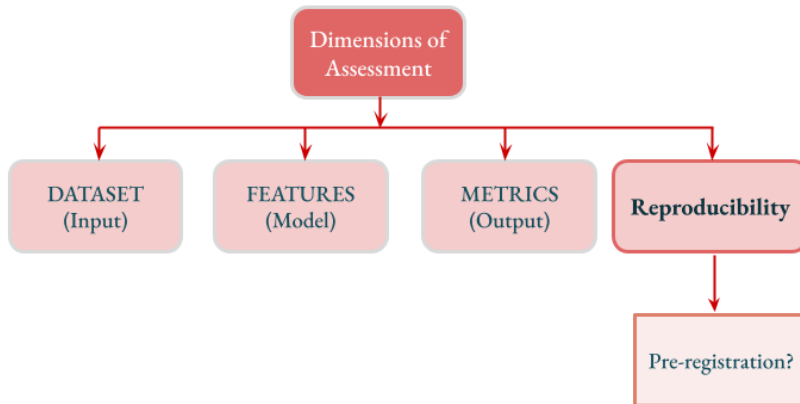 Dimensions of
Assessment
DATASET
(Input)
FEATURES
(Model)
METRICS
(Output)
Reproducibility
Pre-registration?